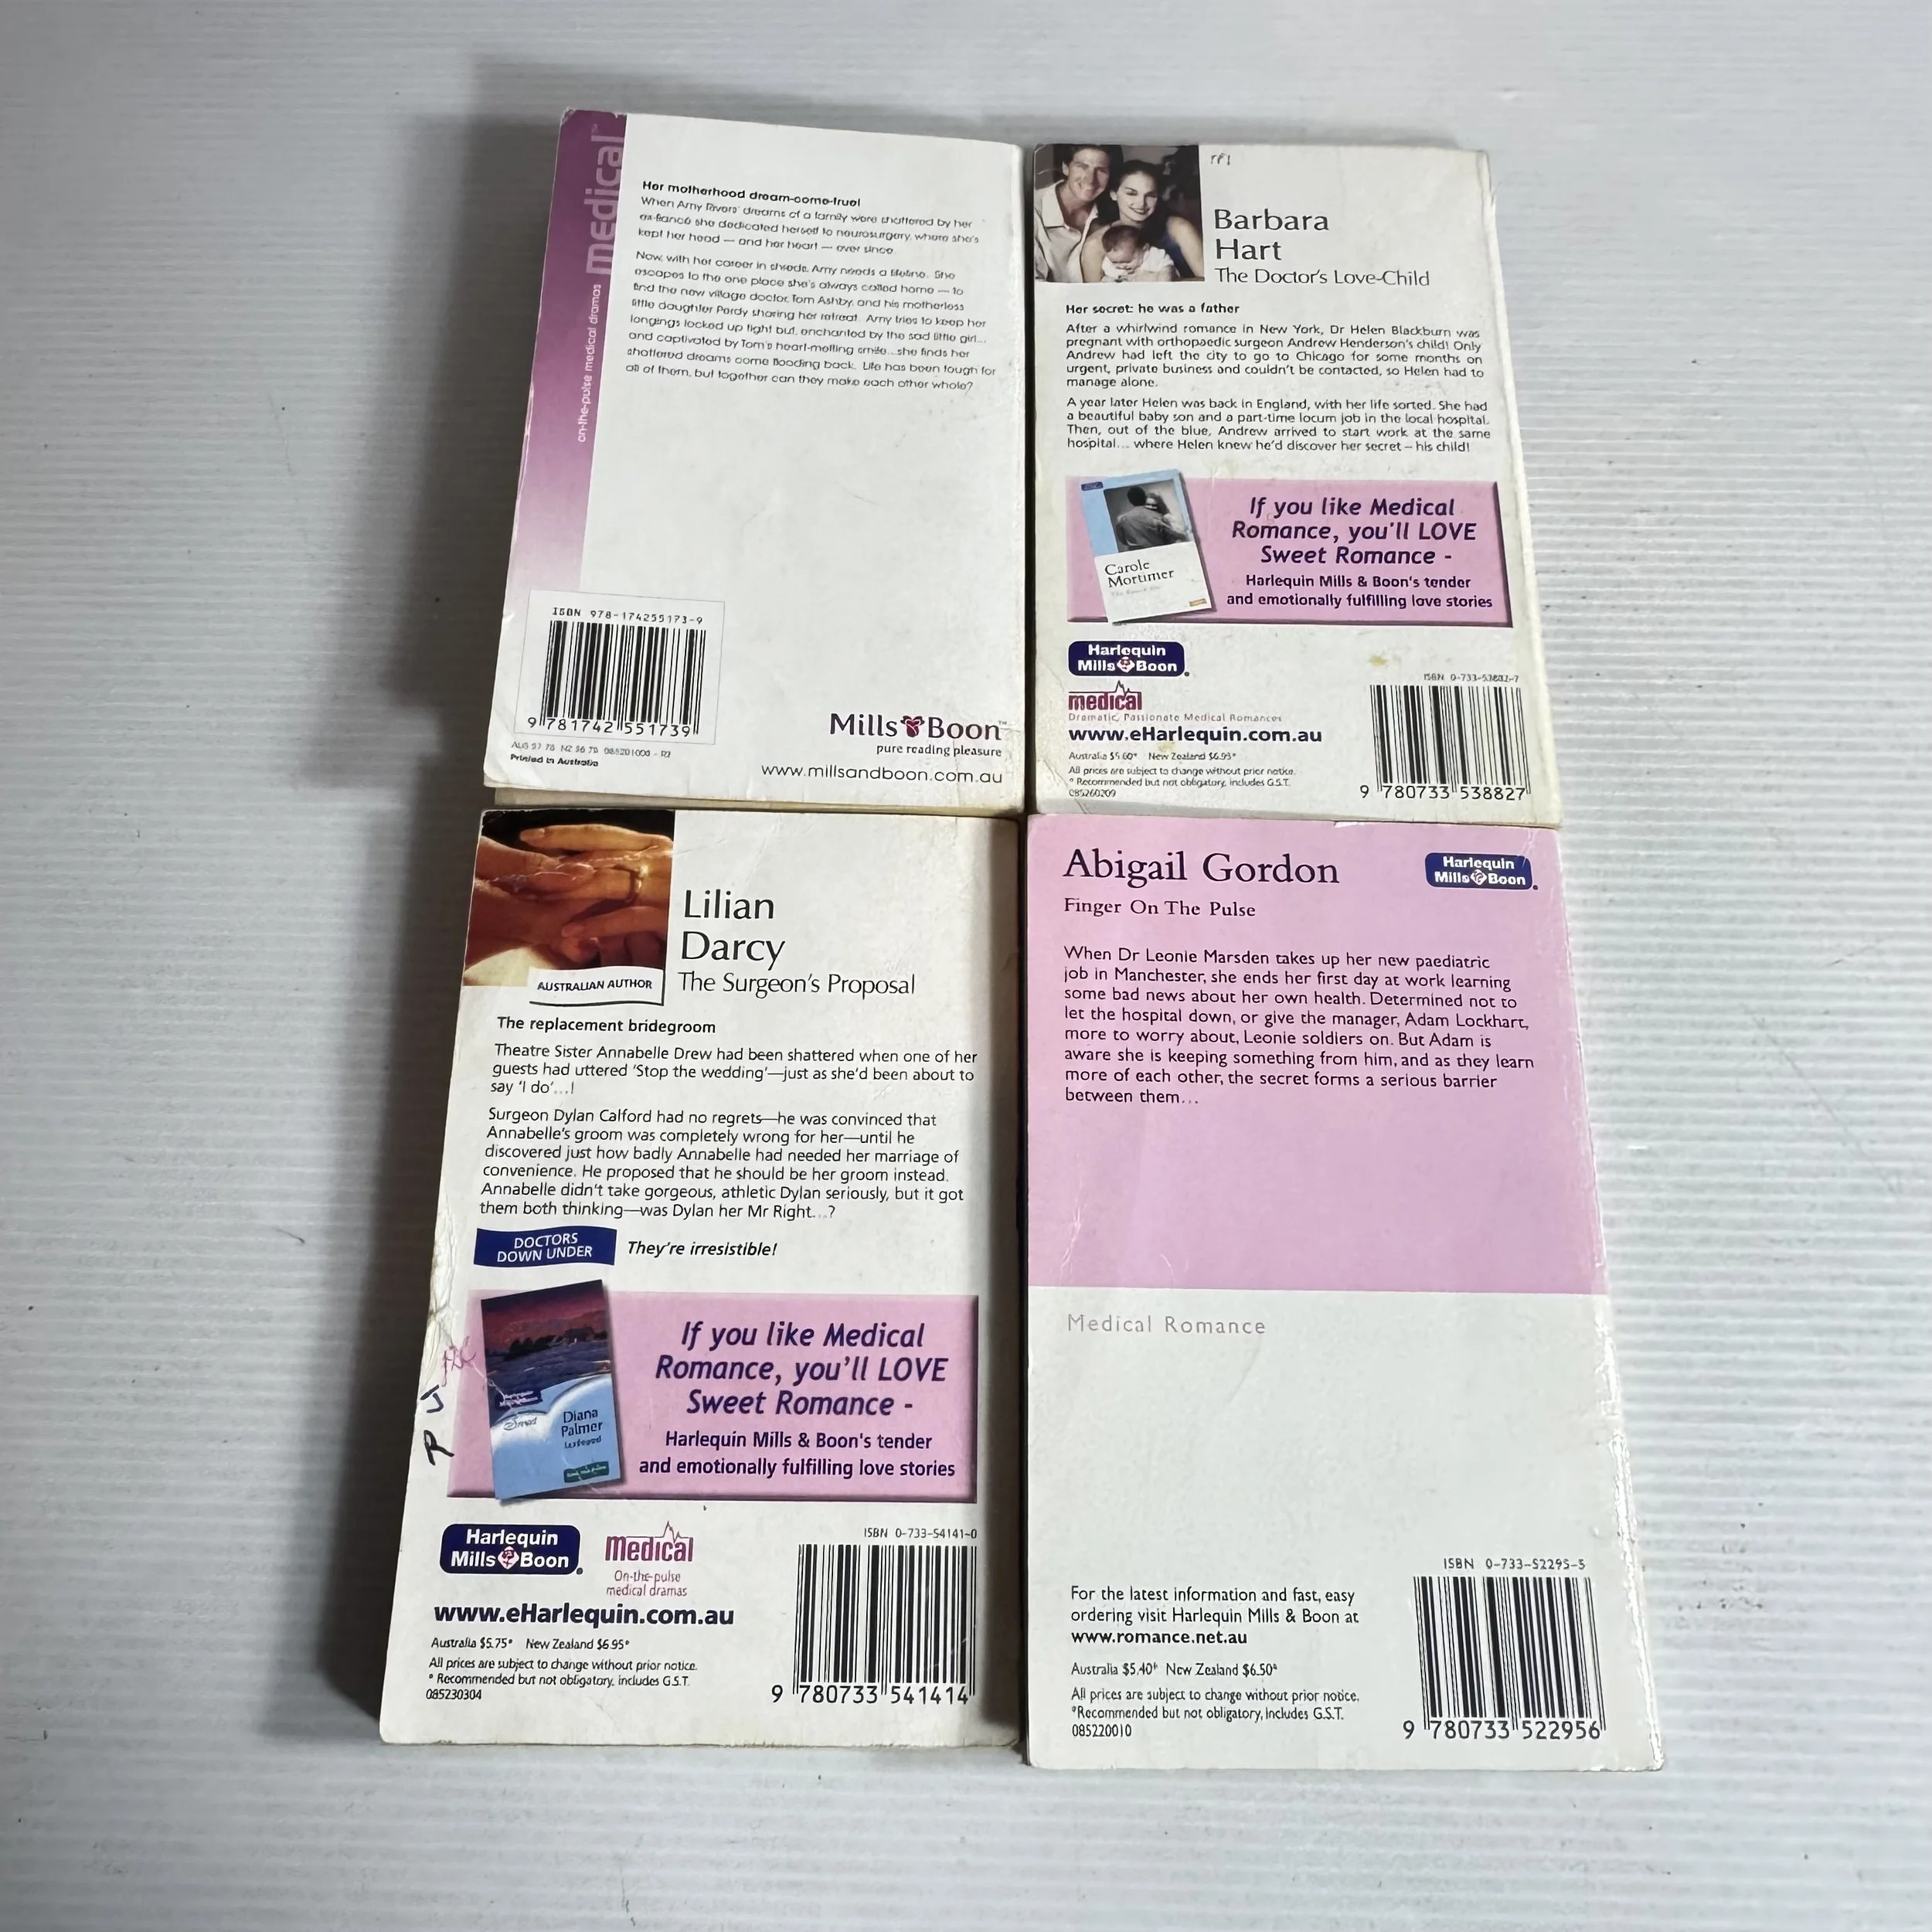 medical™
on-the-pulse medical dramas
Her motherhood dream-come-true!
When Amy Rivers' dreams of a family were shattered by her
ex-fiancé she dedicated herself to neurosurgery, where she's
kept her head — and her heart — ever since.
Now, with her career in shreds, Amy needs a lifeline. She
escapes to the one place she's always called home — to
find the new village doctor, Tom Ashby, and his motherless
little daughter Perdy sharing her retreat. Amy tries to keep her
longings locked up tight but, enchanted by the sad little girl...
and captivated by Tom's heart-melting smile...she finds her
shattered dreams come flooding back. Life has been tough for
all of them, but together can they make each other whole?
ISBN 978-174255173-9
9 781742 551739
Printed in Australia
Mills Boon™
pure reading pleasure
www.millsandboon.com.au
Barbara
Hart
The Doctor's Love-Child
Her secret: he was a father
After a whirlwind romance in New York, Dr Helen Blackburn was
pregnant with orthopaedic surgeon Andrew Henderson's child! Only
Andrew had left the city to go to Chicago for some months on
urgent, private business and couldn't be contacted, so Helen had to
manage alone.
A year later Helen was back in England, with her life sorted. She had
a beautiful baby son and a part-time locum job in the local hospital.
Then, out of the blue, Andrew arrived to start work at the same
hospital... where Helen knew he'd discover her secret – his child!
Carole
Mortimer
If you like Medical
Romance, you'll LOVE
Sweet Romance -
Harlequin Mills & Boon's tender
and emotionally fulfilling love stories
Harlequin
Mills Boon
medical
Dramatic, Passionate Medical Romances
www.eHarlequin.com.au
Australia $5.60* New Zealand $6.95*
All prices are subject to change without prior notice.
* Recommended but not obligatory, includes G.S.T.
085260209
9 780733 538827
Lilian
Darcy
The Surgeon's Proposal
AUSTRALIAN AUTHOR
The replacement bridegroom
Theatre Sister Annabelle Drew had been shattered when one of her
guests had uttered 'Stop the wedding'—just as she'd been about to
say 'I do'...!
Surgeon Dylan Calford had no regrets—he was convinced that
Annabelle's groom was completely wrong for her—until he
discovered just how badly Annabelle had needed her marriage of
convenience. He proposed that he should be her groom instead.
Annabelle didn't take gorgeous, athletic Dylan seriously, but it got
them both thinking—was Dylan her Mr Right...?
DOCTORS
DOWN UNDER
They're irresistible!
Diana
Palmer
If you like Medical
Romance, you'll LOVE
Sweet Romance -
Harlequin Mills & Boon's tender
and emotionally fulfilling love stories
Harlequin
Mills Boon
medical
On-the-pulse
medical dramas
www.eHarlequin.com.au
Australia $5.75* New Zealand $6.95*
All prices are subject to change without prior notice.
* Recommended but not obligatory, includes G.S.T.
085230304
ISBN 0-733-54141-0
9 780733 541414
Abigail Gordon
Finger On The Pulse
Harlequin
Mills Boon
When Dr Leonie Marsden takes up her new paediatric
job in Manchester, she ends her first day at work learning
some bad news about her own health. Determined not to
let the hospital down, or give the manager, Adam Lockhart,
more to worry about, Leonie soldiers on. But Adam is
aware she is keeping something from him, and as they learn
more of each other, the secret forms a serious barrier
between them...
Medical Romance
For the latest information and fast, easy
ordering visit Harlequin Mills & Boon at
www.romance.net.au
Australia $5.40* New Zealand $6.50*
All prices are subject to change without prior notice.
*Recommended but not obligatory, includes G.S.T.
085220010
ISBN 0-733-52295-5
9 780733 522956